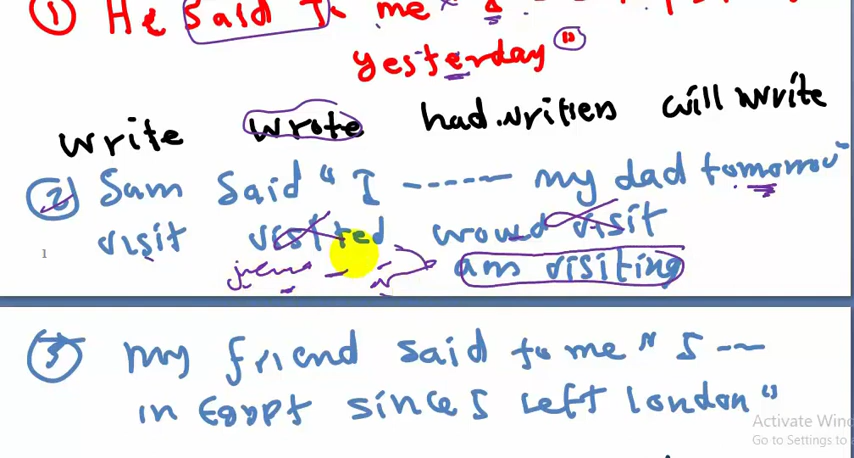 ① He said to me " I
yesterday "
write wrote had written will write
② Sam said " I ------ my dad tomorrow
visit visited would visit
1
am visiting
③ my friend said to me " I ---
in Egypt since I left London "
Activate Win
Go to Settings to